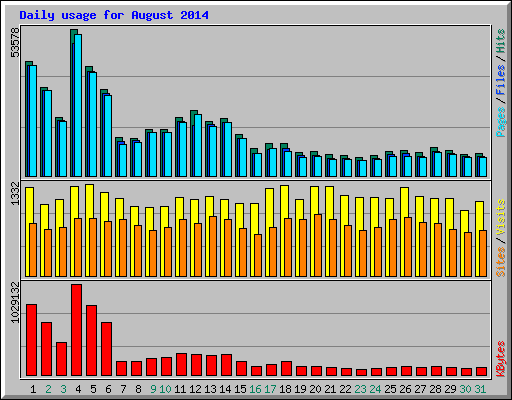 Daily usage for August 2014
53578
Pages / Files / Hits
1332
Sites / Visits
1029132
KBytes
1 2 3 4 5 6 7 8 9 10 11 12 13 14 15 16 17 18 19 20 21 22 23 24 25 26 27 28 29 30 31